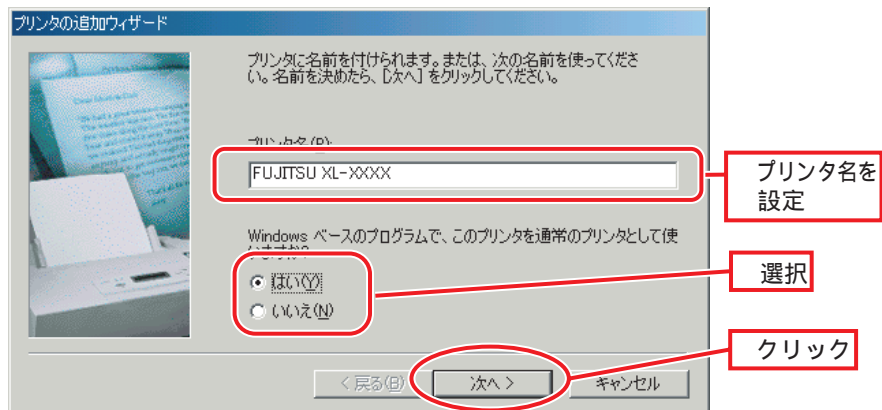 プリンタの追加ウィザード
プリンタに名前を付けられます。または、次の名前を使ってくださ
い。名前を決めたら、[次へ] をクリックしてください。
プリンタ名(P):
FUJITSU XL-XXXX
プリンタ名を
設定
Windows ベースのプログラムで、このプリンタを通常のプリンタとして使
いますか?
はい(Y)
いいえ(N)
選択
クリック
< 戻る(B)
次へ >
キャンセル